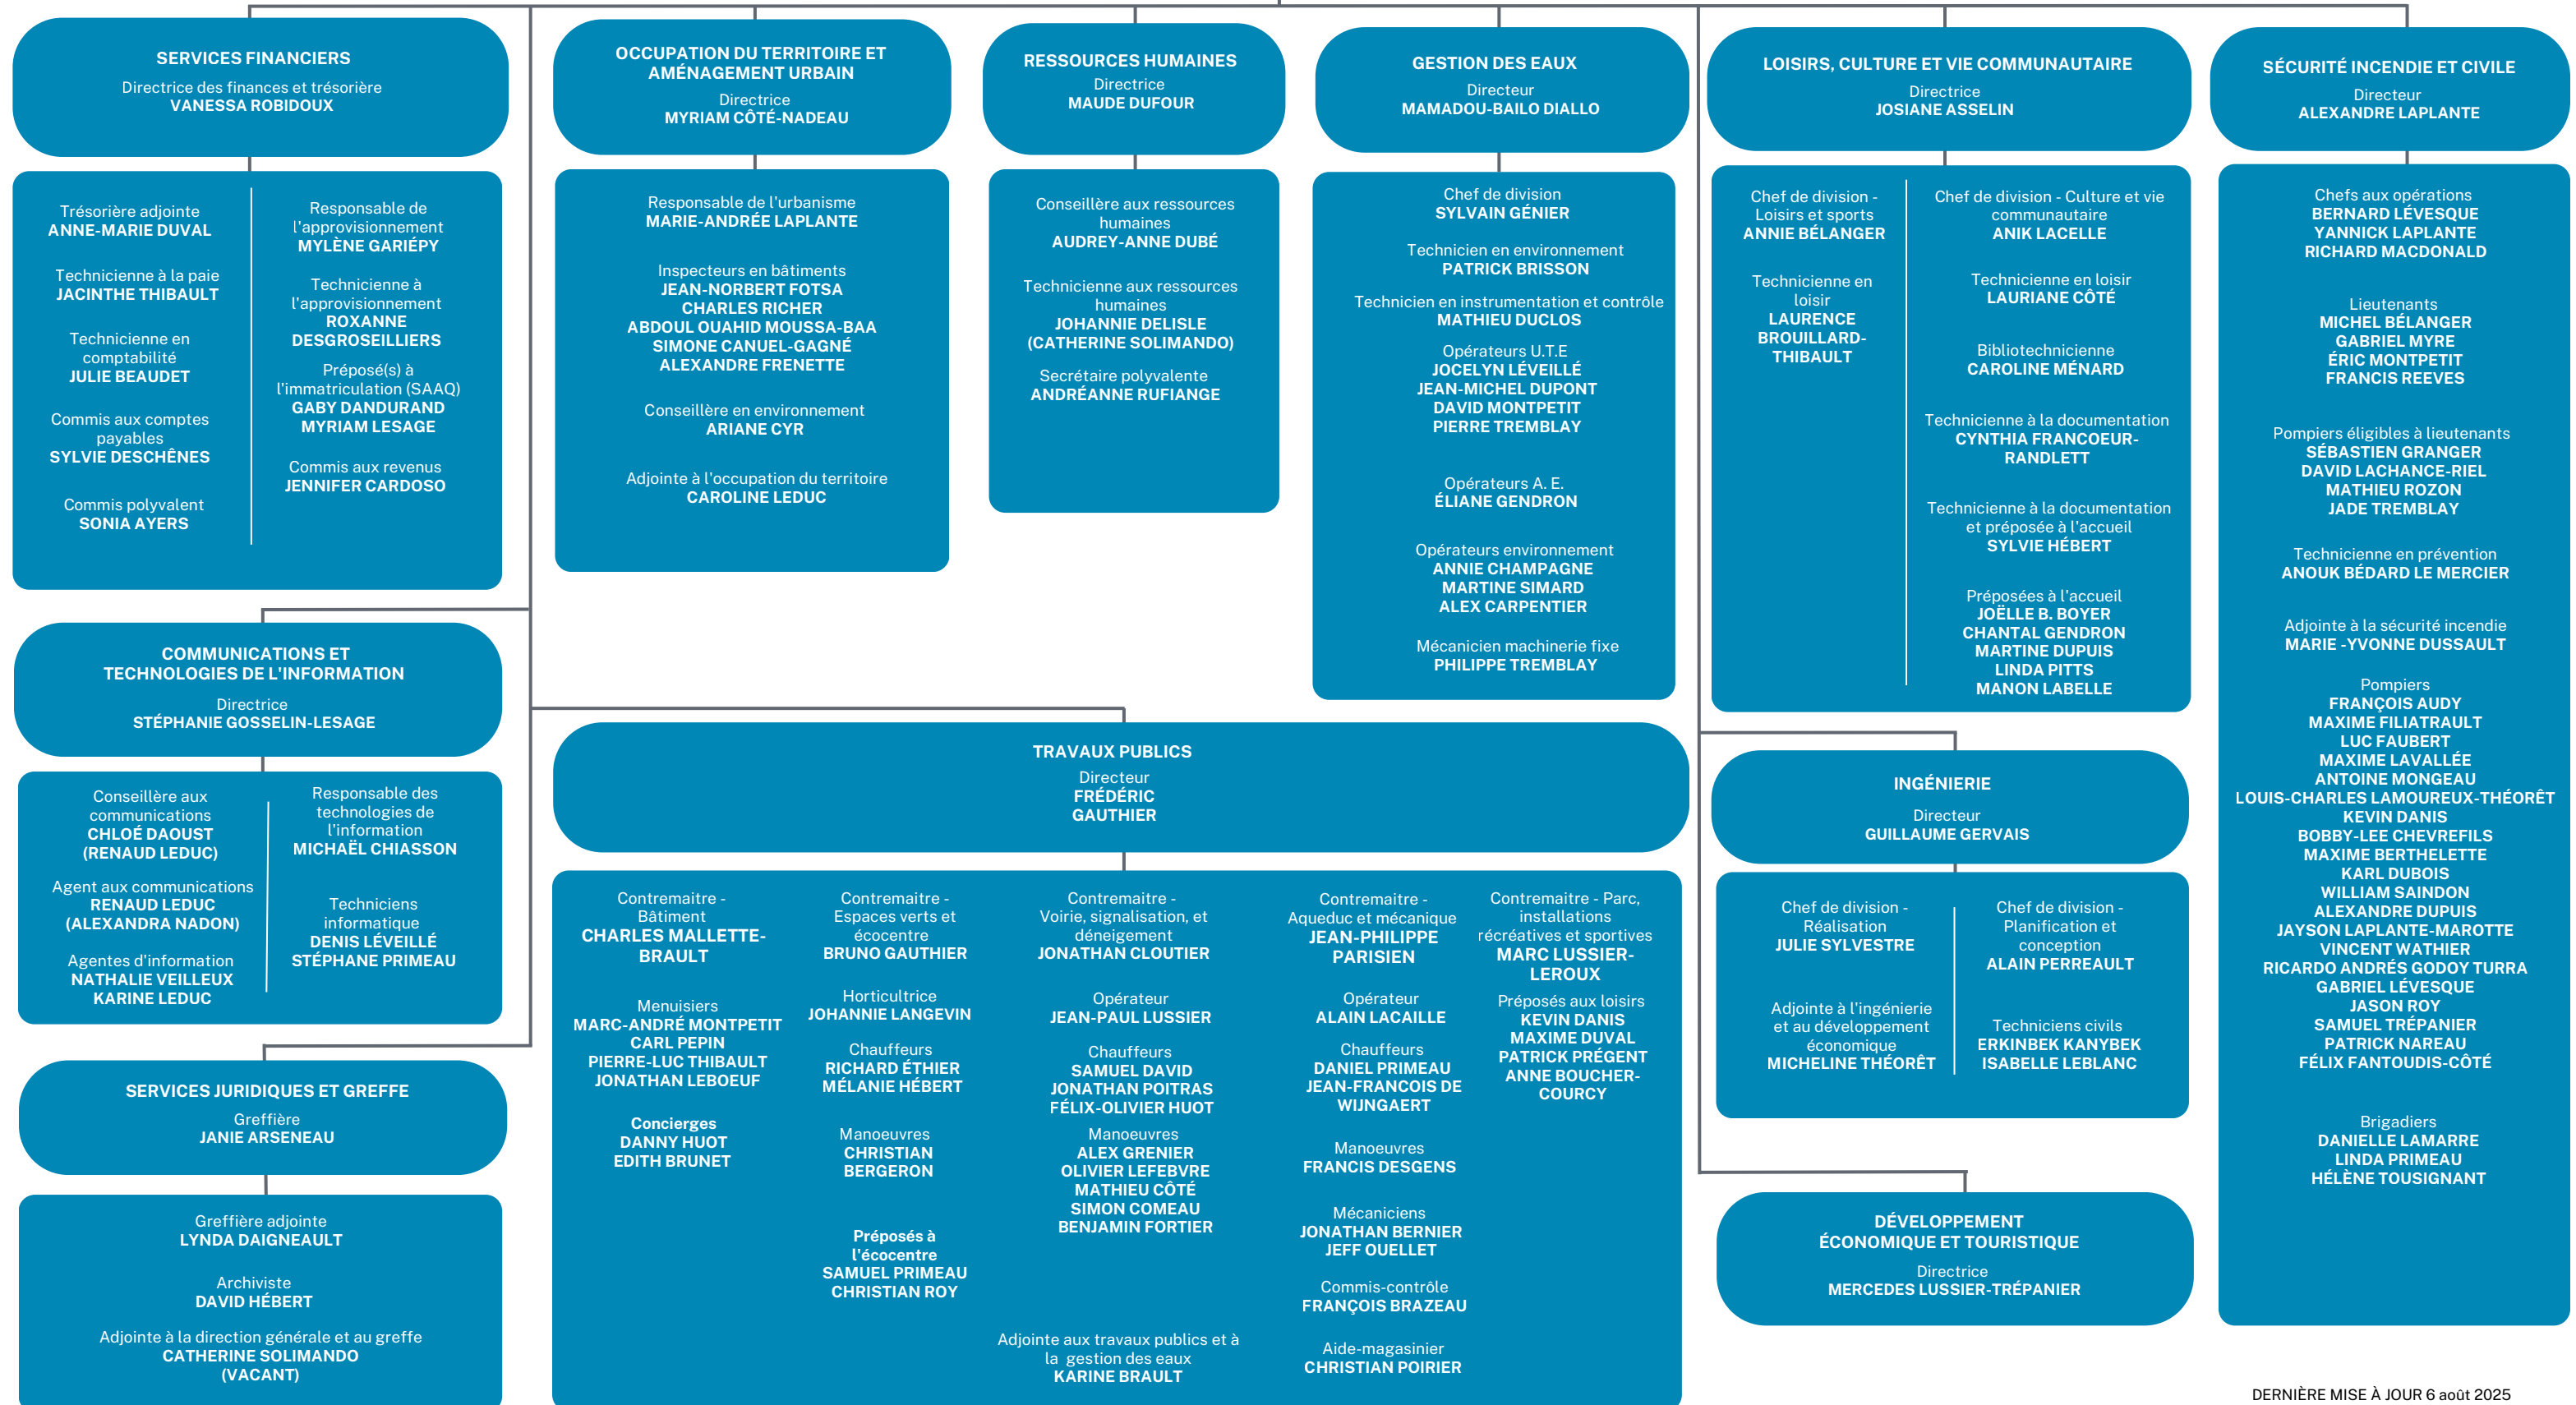 SERVICES FINANCIERS
Directrice des finances et trésorière
VANESSA ROBIDOUX
Trésorière adjointe
ANNE-MARIE DUVAL
Technicienne à la paie
JACINTHE THIBAULT
Technicienne en
comptabilité
JULIE BEAUDET
Commis aux comptes
payables
SYLVIE DESCHÊNES
Commis polyvalent
SONIA AYERS
Responsable de
l'approvisionnement
MYLÈNE GARIÉPY
Technicienne à
l'approvisionnement
ROXANNE
DESGROSEILLIERS
Préposé(s) à
l'immatriculation (SAAQ)
GABY DANDURAND
MYRIAM LESAGE
Commis aux revenus
JENNIFER CARDOSO
OCCUPATION DU TERRITOIRE ET
AMÉNAGEMENT URBAIN
Directrice
MYRIAM CÔTÉ-NADEAU
Responsable de l'urbanisme
MARIE-ANDRÉE LAPLANTE
Inspecteurs en bâtiments
JEAN-NORBERT FOTSA
CHARLES RICHER
ABDOUL OUAHID MOUSSA-BAA
SIMONE CANUEL-GAGNÉ
ALEXANDRE FRENETTE
Conseillère en environnement
ARIANE CYR
Adjointe à l'occupation du territoire
CAROLINE LEDUC
RESSOURCES HUMAINES
Directrice
MAUDE DUFOUR
Conseillère aux ressources
humaines
AUDREY-ANNE DUBÉ
Technicienne aux ressources
humaines
JOHANNIE DELISLE
(CATHERINE SOLIMANDO)
Secrétaire polyvalente
ANDRÉANNE RUFIANGE
GESTION DES EAUX
Directeur
MAMADOU-BAILO DIALLO
Chef de division
SYLVAIN GÉNIER
Technicien en environnement
PATRICK BRISSON
Technicien en instrumentation et contrôle
MATHIEU DUCLOS
Opérateurs U.T.E
JOCELYN LÉVEILLÉ
JEAN-MICHEL DUPONT
DAVID MONTPETIT
PIERRE TREMBLAY
Opérateurs A. E.
ÉLIANE GENDRON
Opérateurs environnement
ANNIE CHAMPAGNE
MARTINE SIMARD
ALEX CARPENTIER
Mécanicien machinerie fixe
PHILIPPE TREMBLAY
LOISIRS, CULTURE ET VIE COMMUNAUTAIRE
Directrice
JOSIANE ASSELIN
Chef de division -
Loisirs et sports
ANNIE BÉLANGER
Technicienne en
loisir
LAURENCE
BROUILLARD-
THIBAULT
Chef de division - Culture et vie
communautaire
ANIK LACELLE
Technicienne en loisir
LAURIANE CÔTÉ
Bibliotechnicienne
CAROLINE MÉNARD
Technicienne à la documentation
CYNTHIA FRANCOEUR-
RANDLETT
Technicienne à la documentation
et préposée à l'accueil
SYLVIE HÉBERT
Préposées à l'accueil
JOËLLE B. BOYER
CHANTAL GENDRON
MARTINE DUPUIS
LINDA PITTS
MANON LABELLE
SÉCURITÉ INCENDIE ET CIVILE
Directeur
ALEXANDRE LAPLANTE
Chefs aux opérations
BERNARD LÉVESQUE
YANNICK LAPLANTE
RICHARD MACDONALD
Lieutenants
MICHEL BÉLANGER
GABRIEL MYRE
ÉRIC MONTPETIT
FRANCIS REEVES
Pompiers éligibles à lieutenants
SÉBASTIEN GRANGER
DAVID LACHANCE-RIEL
MATHIEU ROZON
JADE TREMBLAY
Technicienne en prévention
ANOUK BÉDARD LE MERCIER
Adjointe à la sécurité incendie
MARIE -YVONNE DUSSAULT
Pompiers
FRANÇOIS AUDY
MAXIME FILIATRAULT
LUC FAUBERT
MAXIME LAVALLÉE
ANTOINE MONGEAU
LOUIS-CHARLES LAMOUREUX-THÉORÊT
KEVIN DANIS
BOBBY-LEE CHEVREFILS
MAXIME BERTHELETTE
KARL DUBOIS
WILLIAM SAINDON
ALEXANDRE DUPUIS
JAYSON LAPLANTE-MAROTTE
VINCENT WATHIER
RICARDO ANDRÉS GODOY TURRA
GABRIEL LÉVESQUE
JASON ROY
SAMUEL TRÉPANIER
PATRICK NAREAU
FÉLIX FANTOUDIS-CÔTÉ
Brigadiers
DANIELLE LAMARRE
LINDA PRIMEAU
HÉLÈNE TOUSIGNANT
COMMUNICATIONS ET
TECHNOLOGIES DE L'INFORMATION
Directrice
STÉPHANIE GOSSELIN-LESAGE
Conseillère aux
communications
CHLOÉ DAOUST
(RENAUD LEDUC)
Agent aux communications
RENAUD LEDUC
(ALEXANDRA NADON)
Agentes d'information
NATHALIE VEILLEUX
KARINE LEDUC
Responsable des
technologies de
l'information
MICHAËL CHIASSON
Techniciens
informatique
DENIS LÉVEILLÉ
STÉPHANE PRIMEAU
SERVICES JURIDIQUES ET GREFFE
Greffière
JANIE ARSENEAU
Greffière adjointe
LYNDA DAIGNEAULT
Archiviste
DAVID HÉBERT
Adjointe à la direction générale et au greffe
CATHERINE SOLIMANDO
(VACANT)
TRAVAUX PUBLICS
Directeur
FRÉDÉRIC
GAUTHIER
Contremaitre -
Bâtiment
CHARLES MALLETTE-
BRAULT
Menuisiers
MARC-ANDRÉ MONTPETIT
CARL PEPIN
PIERRE-LUC THIBAULT
JONATHAN LEBOEUF
Concierges
DANNY HUOT
EDITH BRUNET
Contremaitre -
Espaces verts et
écocentre
BRUNO GAUTHIER
Horticultrice
JOHANNIE LANGEVIN
Chauffeurs
RICHARD ÉTHIER
MÉLANIE HÉBERT
Manoeuvres
CHRISTIAN
BERGERON
Préposés à
l'écocentre
SAMUEL PRIMEAU
CHRISTIAN ROY
Contremaitre -
Voirie, signalisation, et
déneigement
JONATHAN CLOUTIER
Opérateur
JEAN-PAUL LUSSIER
Chauffeurs
SAMUEL DAVID
JONATHAN POITRAS
FÉLIX-OLIVIER HUOT
Manoeuvres
ALEX GRENIER
OLIVIER LEFEBVRE
MATHIEU CÔTÉ
SIMON COMEAU
BENJAMIN FORTIER
Adjointe aux travaux publics et à
la gestion des eaux
KARINE BRAULT
Contremaitre -
Aqueduc et mécanique
JEAN-PHILIPPE
PARISIEN
Opérateur
ALAIN LACAILLE
Chauffeurs
DANIEL PRIMEAU
JEAN-FRANCOIS DE
WIJNGAERT
Manoeuvres
FRANCIS DESGENS
Mécaniciens
JONATHAN BERNIER
JEFF OUELLET
Commis-contrôle
FRANÇOIS BRAZEAU
Aide-magasinier
CHRISTIAN POIRIER
Contremaitre - Parc,
installations
récréatives et sportives
MARC LUSSIER-
LEROUX
Préposés aux loisirs
KEVIN DANIS
MAXIME DUVAL
PATRICK PRÉGENT
ANNE BOUCHER-
COURCY
INGÉNIERIE
Directeur
GUILLAUME GERVAIS
Chef de division -
Réalisation
JULIE SYLVESTRE
Adjointe à l'ingénierie
et au développement
économique
MICHELINE THÉORÊT
Chef de division -
Planification et
conception
ALAIN PERREAULT
Techniciens civils
ERKINBEK KANYBEK
ISABELLE LEBLANC
DÉVELOPPEMENT
ÉCONOMIQUE ET TOURISTIQUE
Directrice
MERCEDES LUSSIER-TRÉPANIER
DERNIÈRE MISE À JOUR 6 août 2025